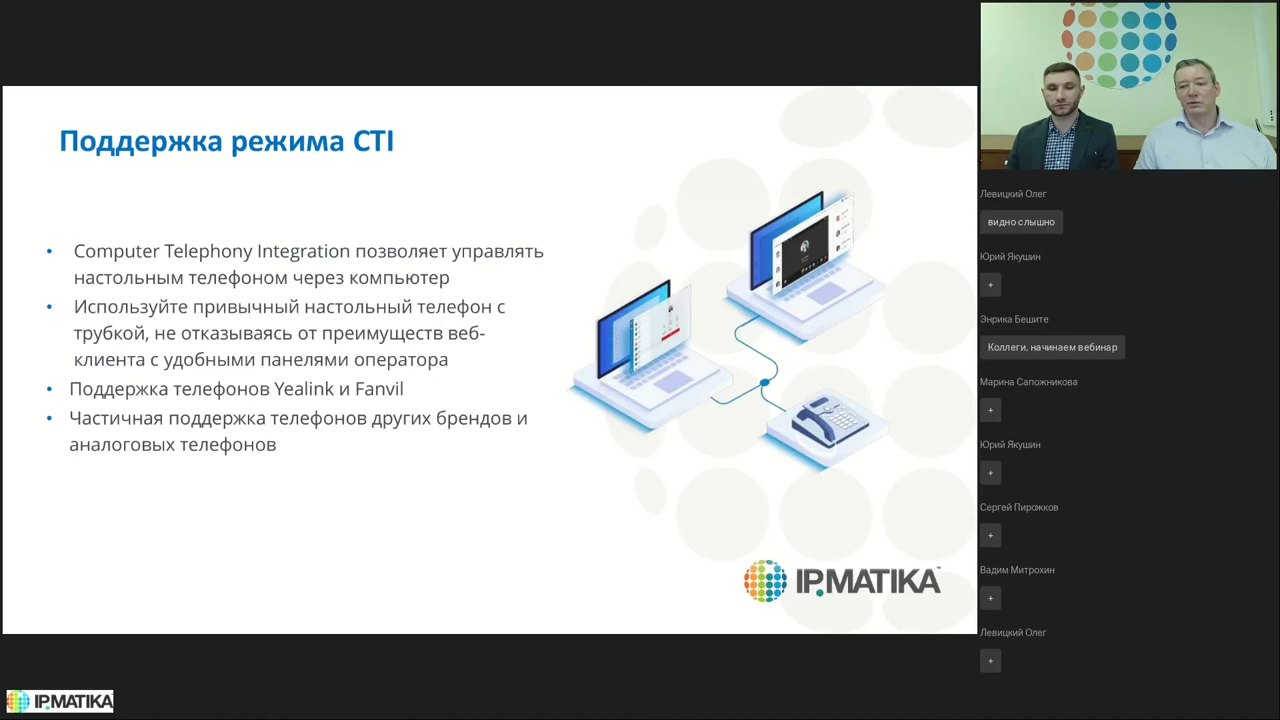 Поддержка режима CTI
• Computer Telephony Integration позволяет управлять
настольным телефоном через компьютер
• Используйте привычный настольный телефон с
трубкой, не отказываясь от преимуществ веб-
клиента с удобными панелями оператора
• Поддержка телефонов Yealink и Fanvil
• Частичная поддержка телефонов других брендов и
аналоговых телефонов
IP.MATIKA™
IP.MATIKA
Левицкий Олег
видно слышно
Юрий Якушин
+
Энрика Бешите
Коллеги, начинаем вебинар
Марина Сапожникова
+
Юрий Якушин
+
Сергей Пирожков
+
Вадим Митрохин
+
Левицкий Олег
+